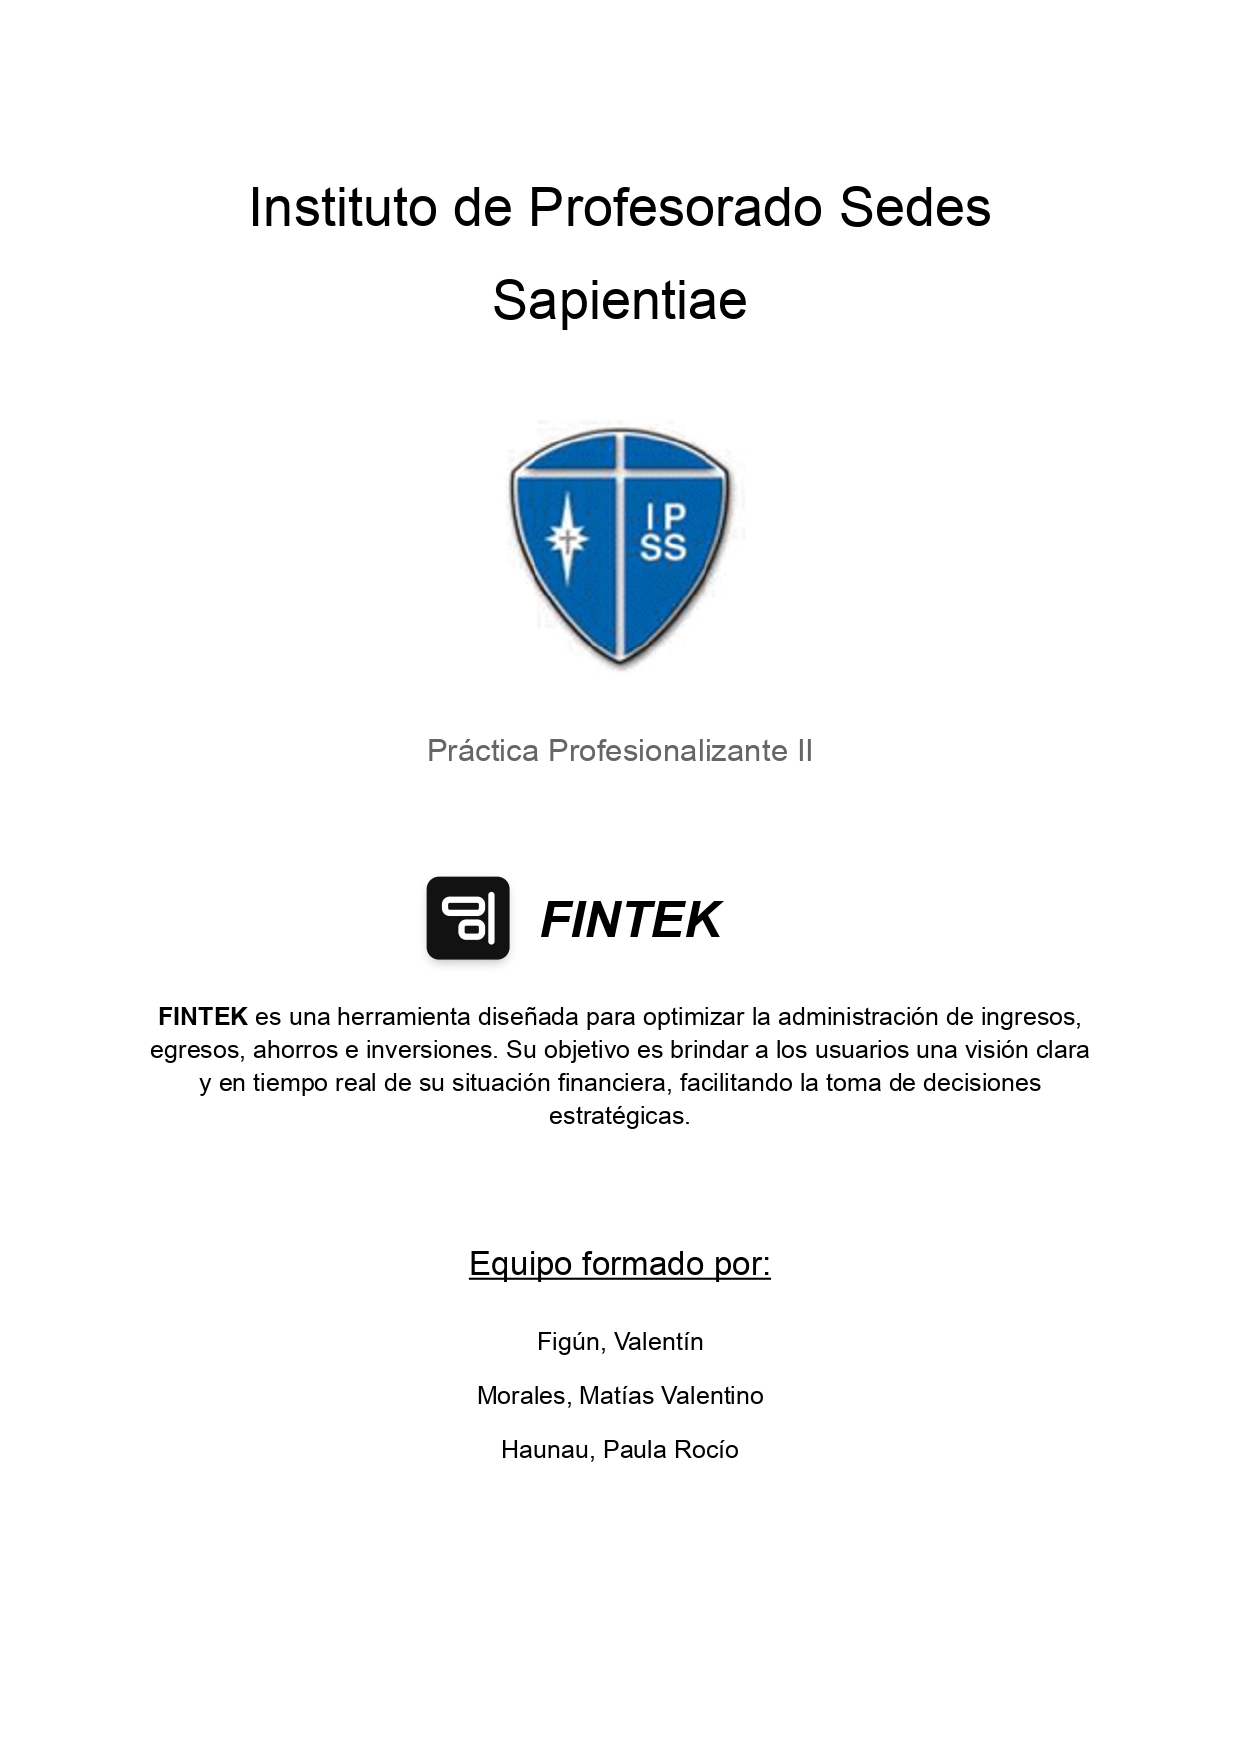 Instituto de Profesorado Sedes
Sapientiae
I P
SS
Práctica Profesionalizante II
FINTEK
FINTEK es una herramienta diseñada para optimizar la administración de ingresos,
egresos, ahorros e inversiones. Su objetivo es brindar a los usuarios una visión clara
y en tiempo real de su situación financiera, facilitando la toma de decisiones
estratégicas.
Equipo formado por:
Figún, Valentín
Morales, Matías Valentino
Haunau, Paula Rocío